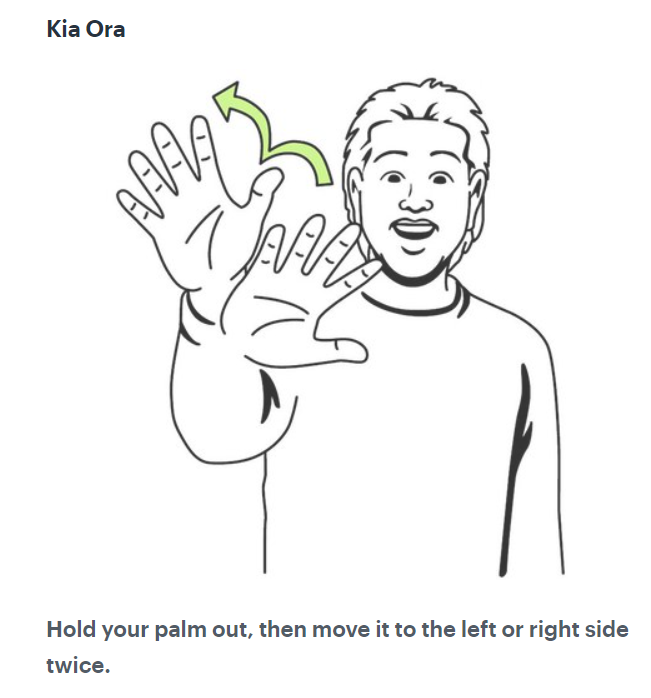 Kia Ora
Hold your palm out, then move it to the left or right side
twice.